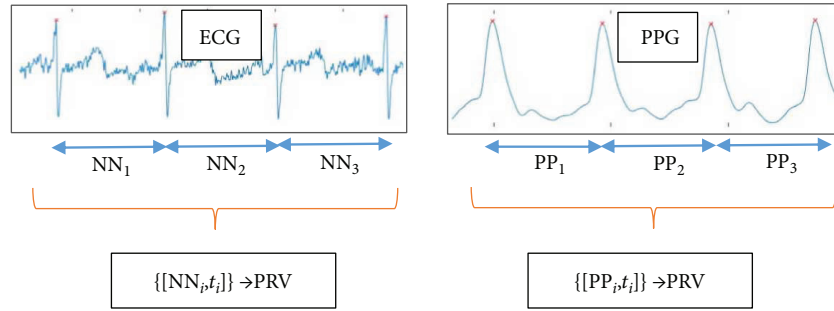 ECG
PPG
NN₁ NN₂ NN₃
PP₁ PP₂ PP₃
{[NNᵢ,tᵢ]} →PRV
{[PPᵢ,tᵢ]} →PRV